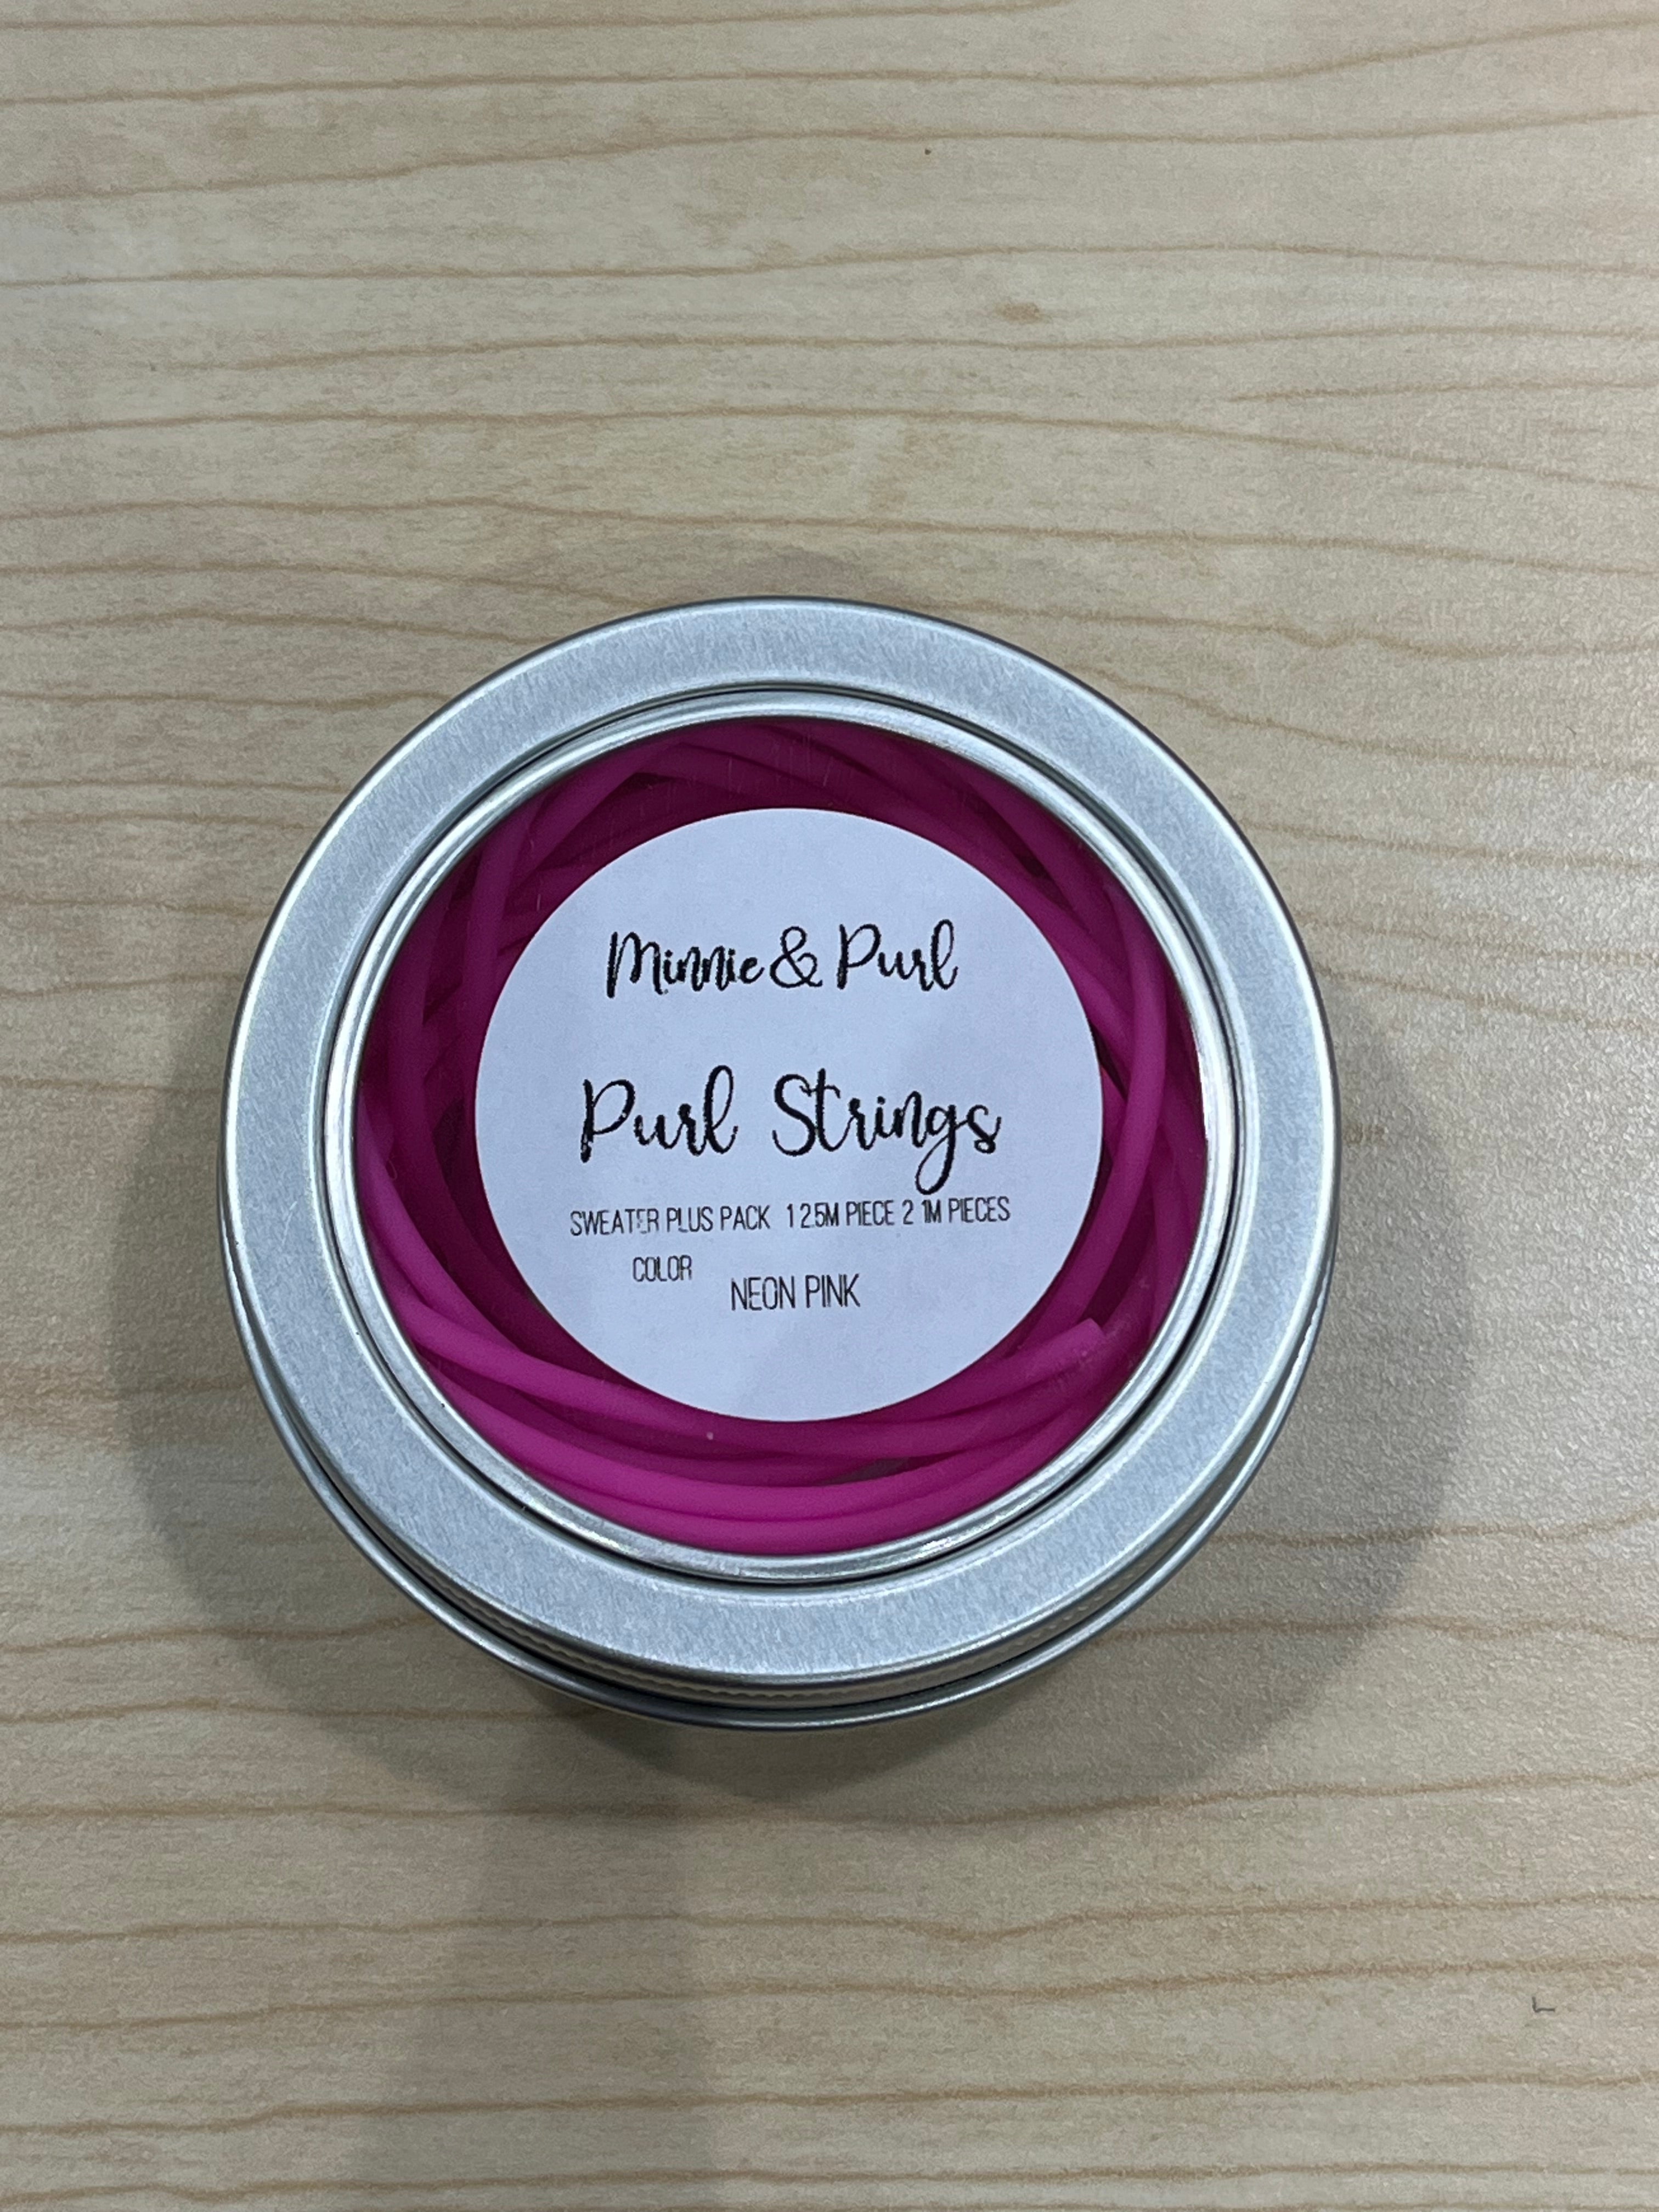 Minnie & Purl
Purl Strings
SWEATER PLUS PACK 1 2.5M PIECE 2 1M PIECES
COLOR
NEON PINK